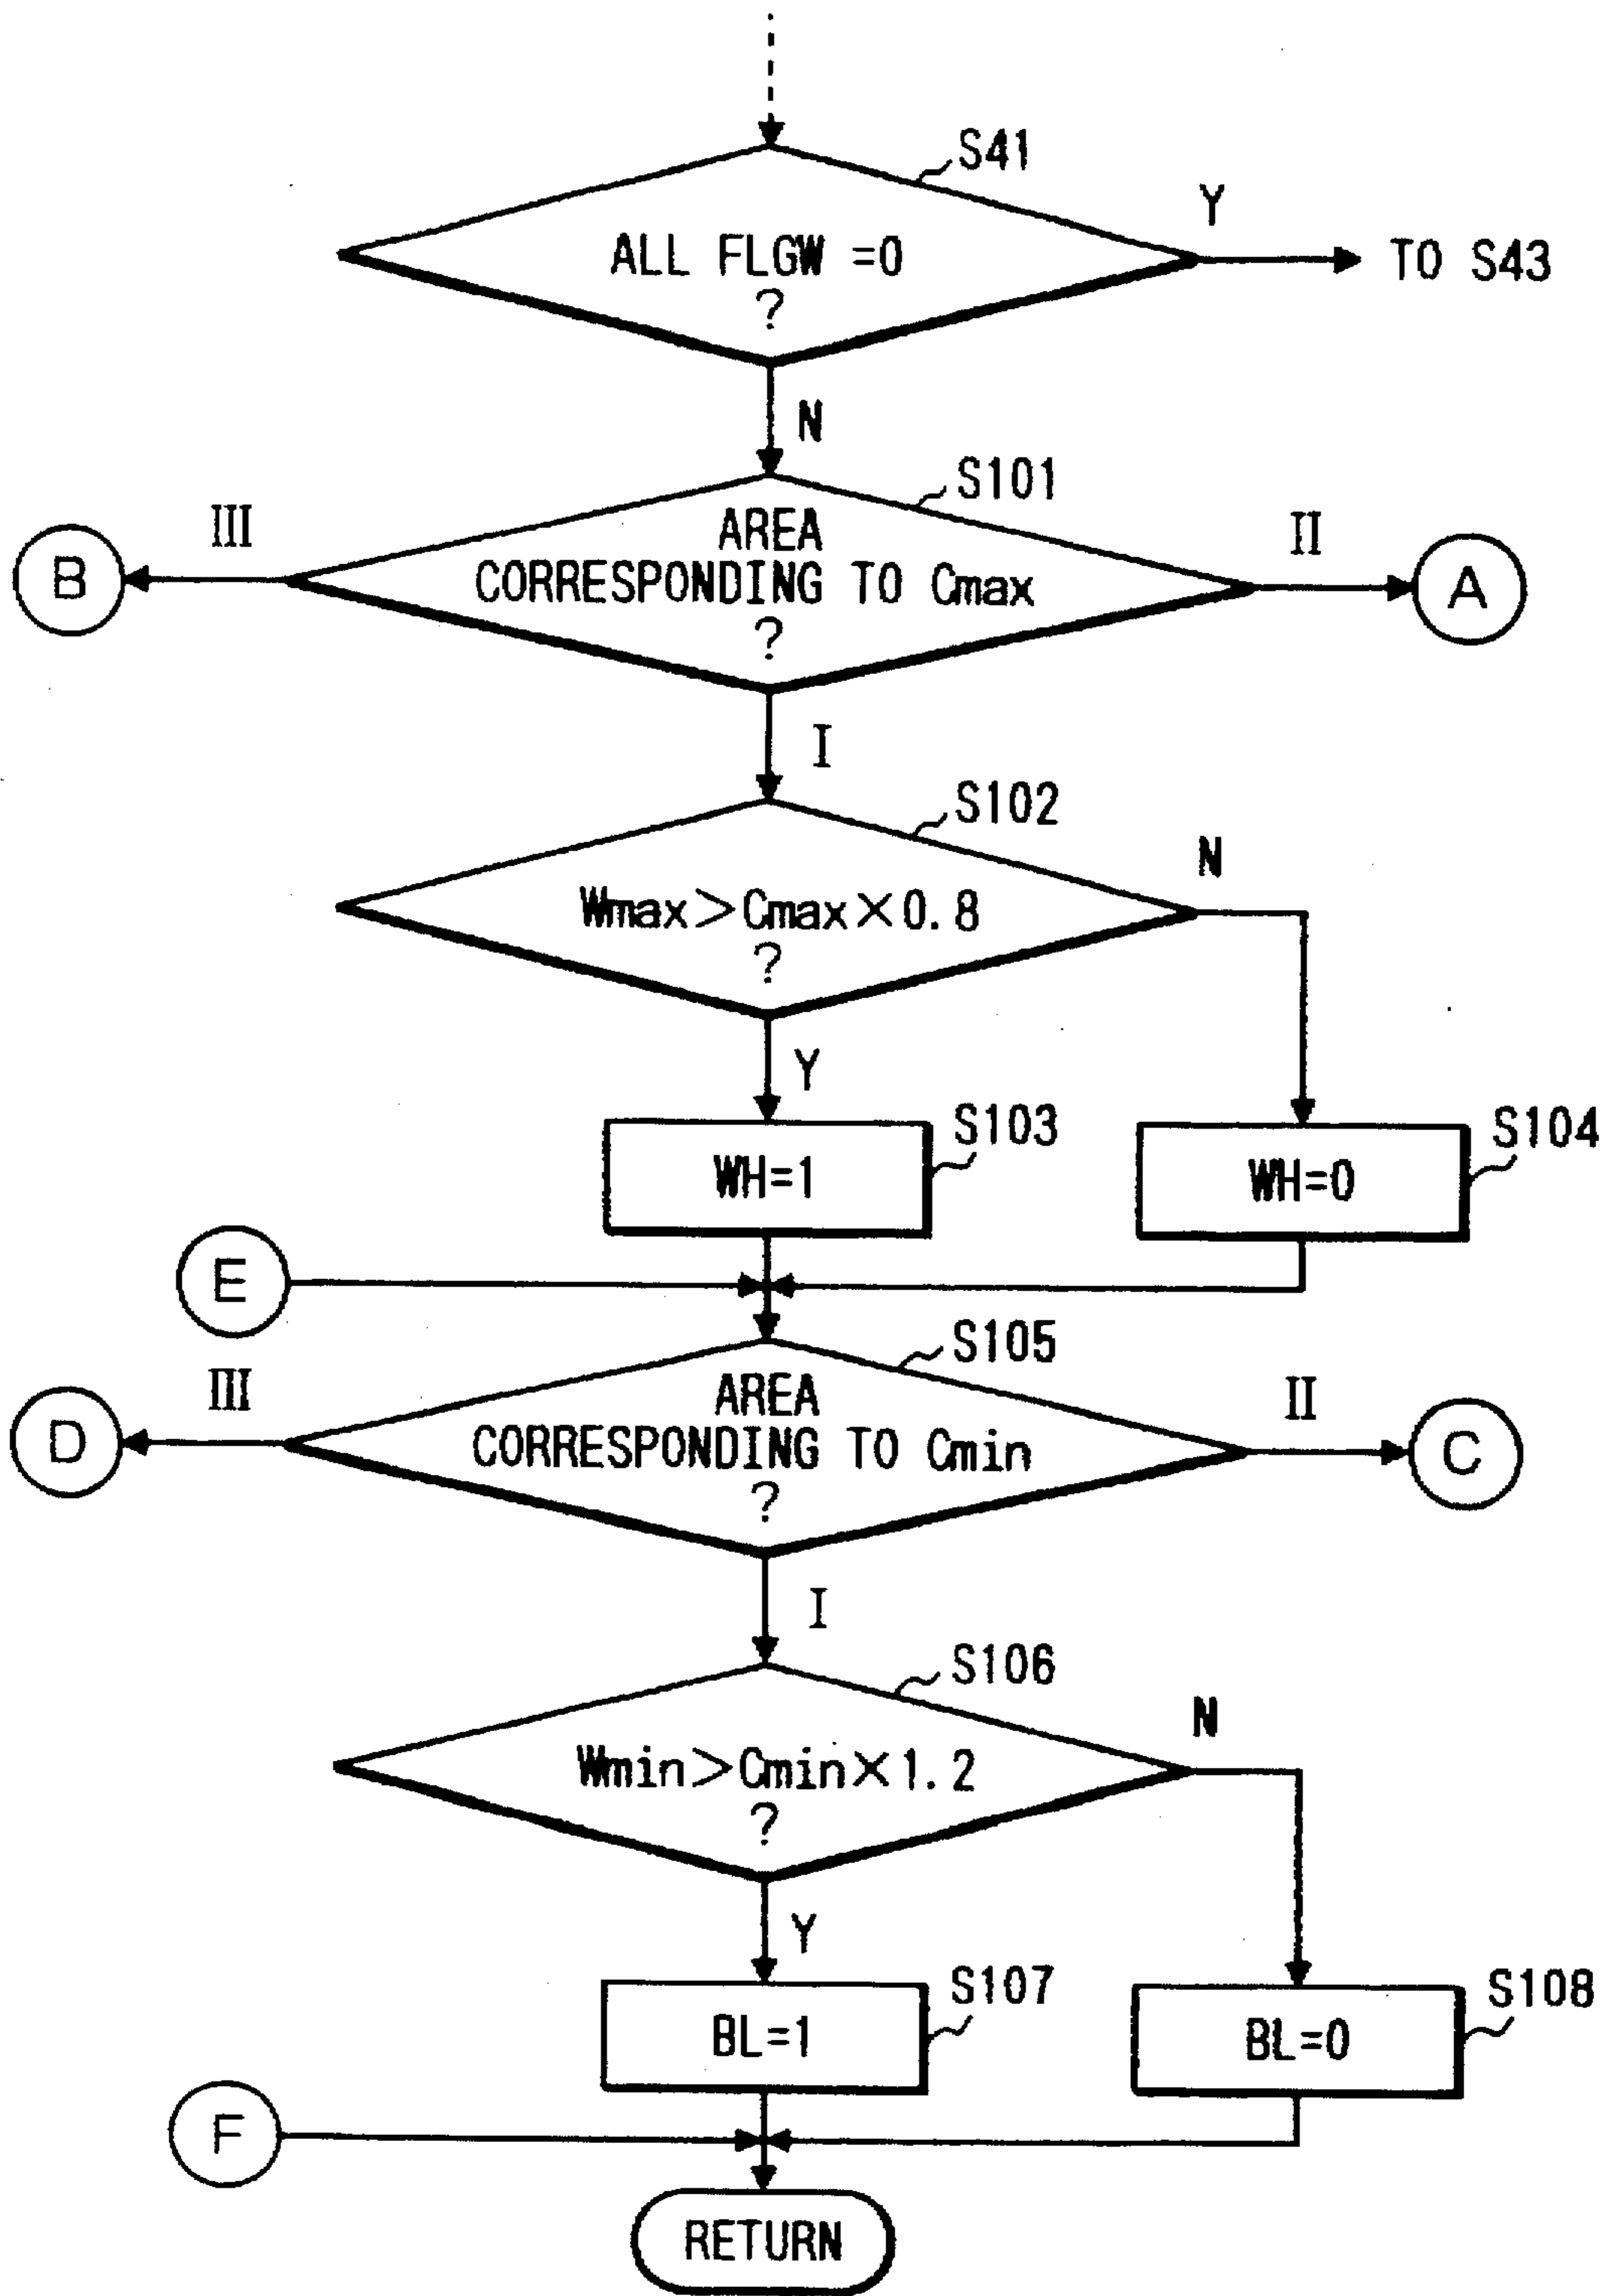 S41
Y
ALL FLGW =0
?
TO S43
N
S101
III
II
B
AREA
CORRESPONDING TO Cmax
?
A
I
S102
N
Wmax>Cmax×0.8
?
Y
S103
S104
WH=1
WH=0
E
S105
III
II
D
AREA
CORRESPONDING TO Cmin
?
C
I
S106
N
Wmin>Cmin×1.2
?
Y
S107
S108
BL=1
BL=0
F
RETURN